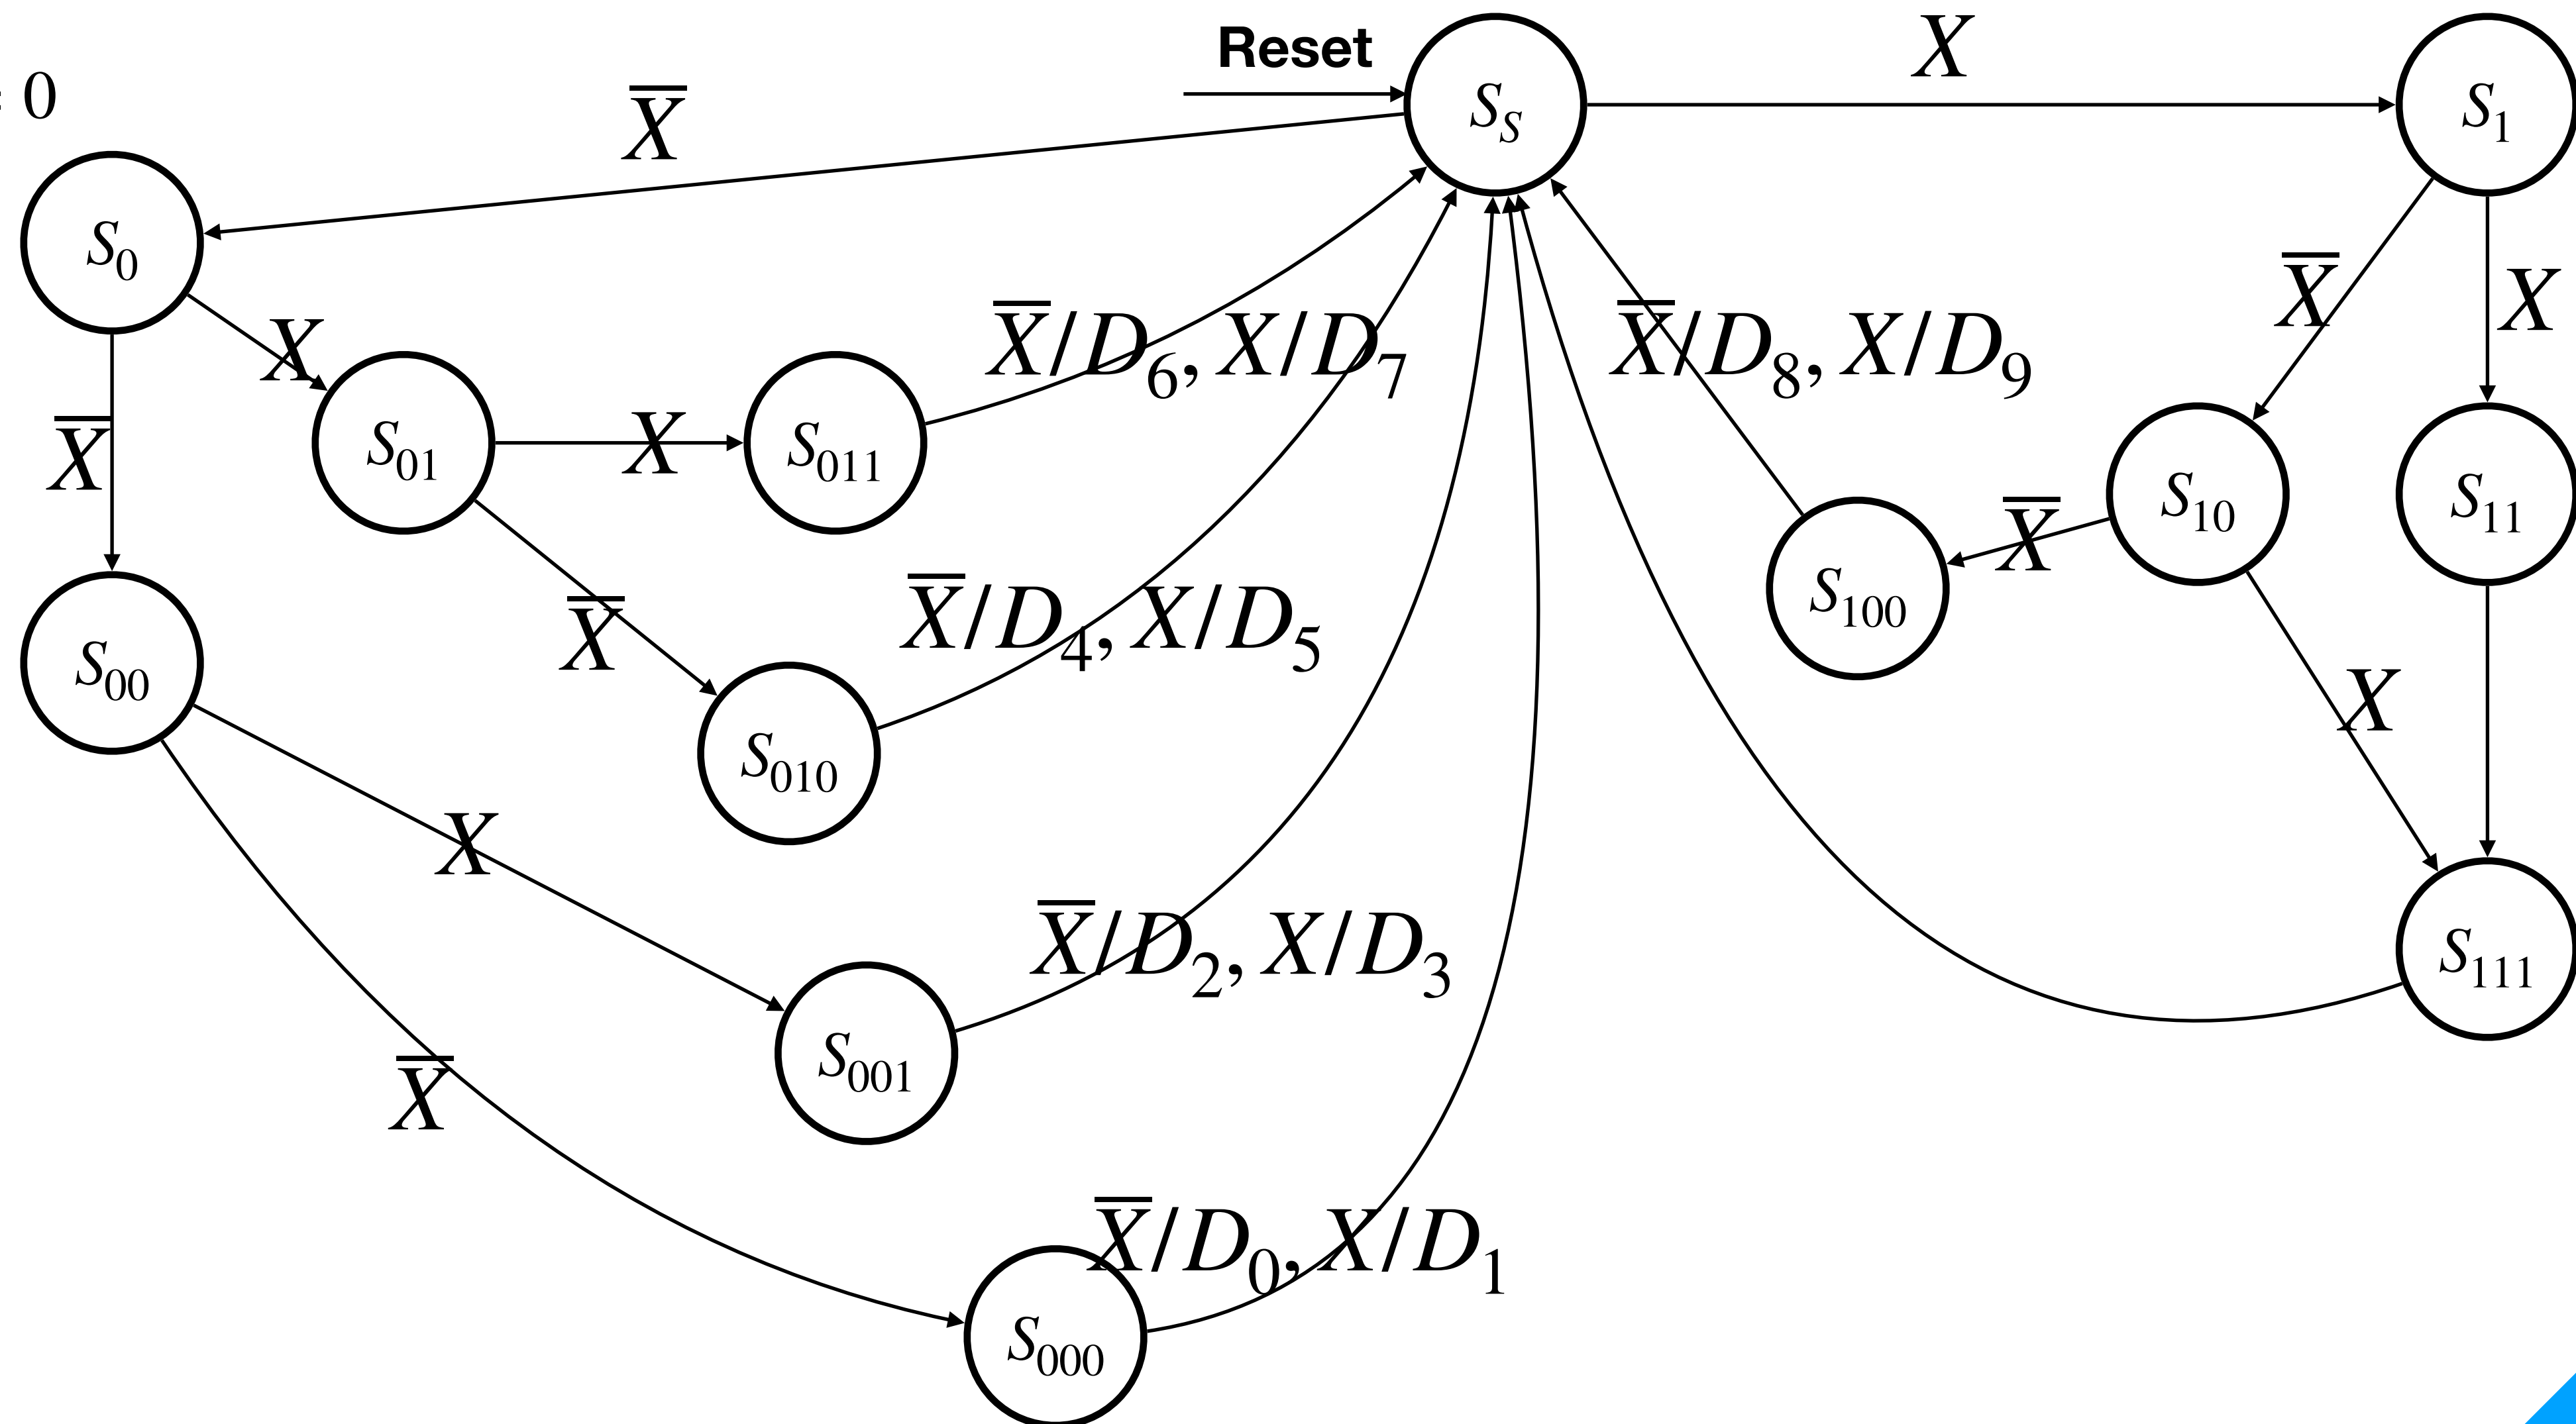 Reset
X
= 0
X̅
S_S
S_1
S_0
X̅
X
X
X̅/D_6, X/D_7
X̅/D_8, X/D_9
X̅
S_01
X
S_011
S_10
S_11
X̅
S_100
X̅
X̅/D_4, X/D_5
S_00
X
S_010
X
X̅/D_2, X/D_3
S_111
S_001
X̅
X̅/D_0, X/D_1
S_000